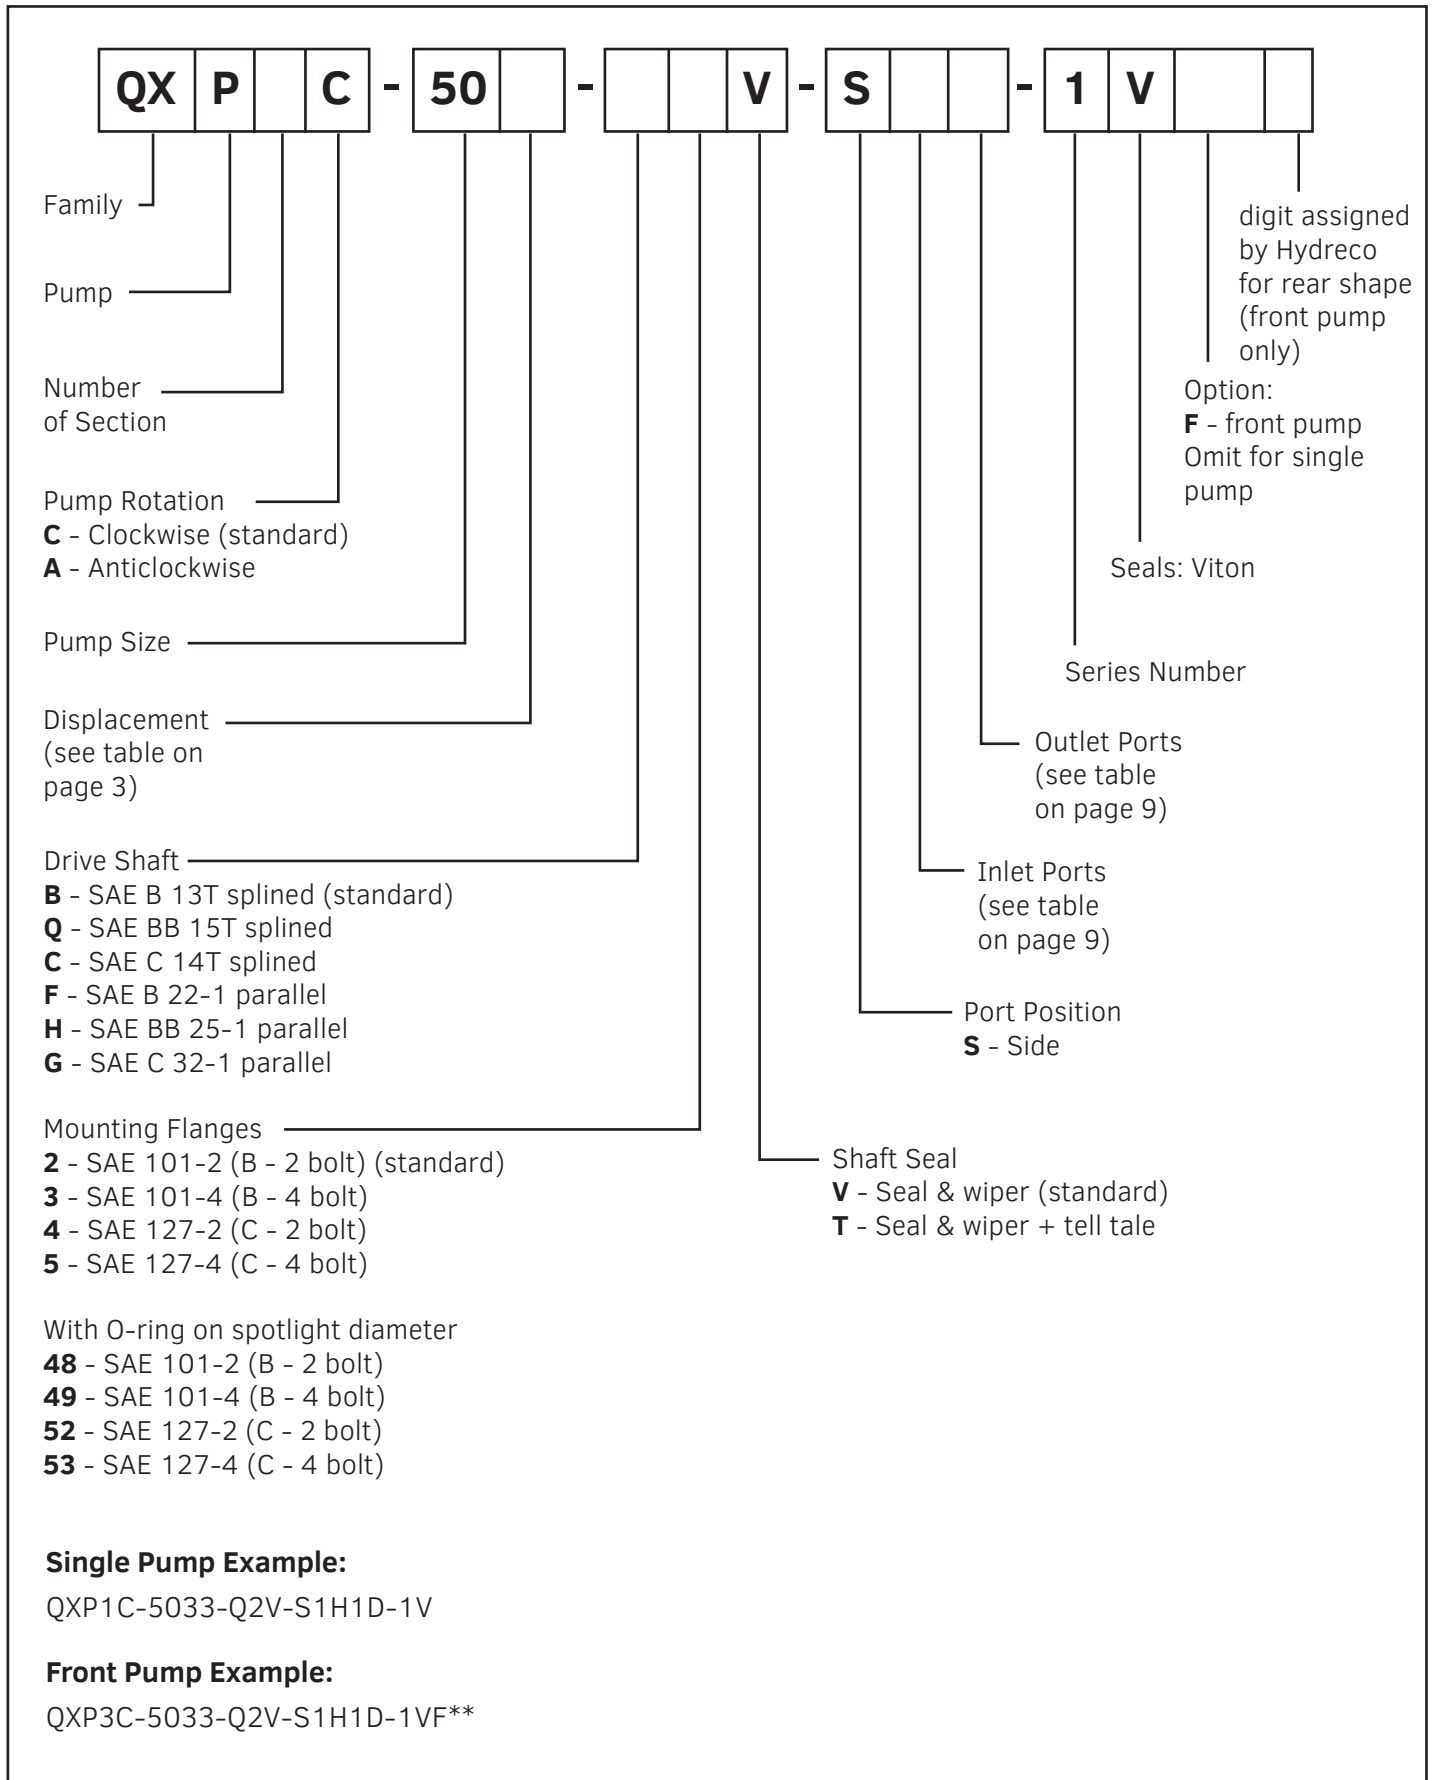 QX P C - 50 - V - S - 1 V
Family
Pump
Number
of Section
Pump Rotation
C - Clockwise (standard)
A - Anticlockwise
Pump Size
Displacement
(see table on
page 3)
Drive Shaft
B - SAE B 13T splined (standard)
Q - SAE BB 15T splined
C - SAE C 14T splined
F - SAE B 22-1 parallel
H - SAE BB 25-1 parallel
G - SAE C 32-1 parallel
Mounting Flanges
2 - SAE 101-2 (B - 2 bolt) (standard)
3 - SAE 101-4 (B - 4 bolt)
4 - SAE 127-2 (C - 2 bolt)
5 - SAE 127-4 (C - 4 bolt)
With O-ring on spotlight diameter
48 - SAE 101-2 (B - 2 bolt)
49 - SAE 101-4 (B - 4 bolt)
52 - SAE 127-2 (C - 2 bolt)
53 - SAE 127-4 (C - 4 bolt)
digit assigned
by Hydreco
for rear shape
(front pump
only)
Option:
F - front pump
Omit for single
pump
Seals: Viton
Series Number
Outlet Ports
(see table
on page 9)
Inlet Ports
(see table
on page 9)
Port Position
S - Side
Shaft Seal
V - Seal & wiper (standard)
T - Seal & wiper + tell tale
Single Pump Example:
QXP1C-5033-Q2V-S1H1D-1V
Front Pump Example:
QXP3C-5033-Q2V-S1H1D-1VF**